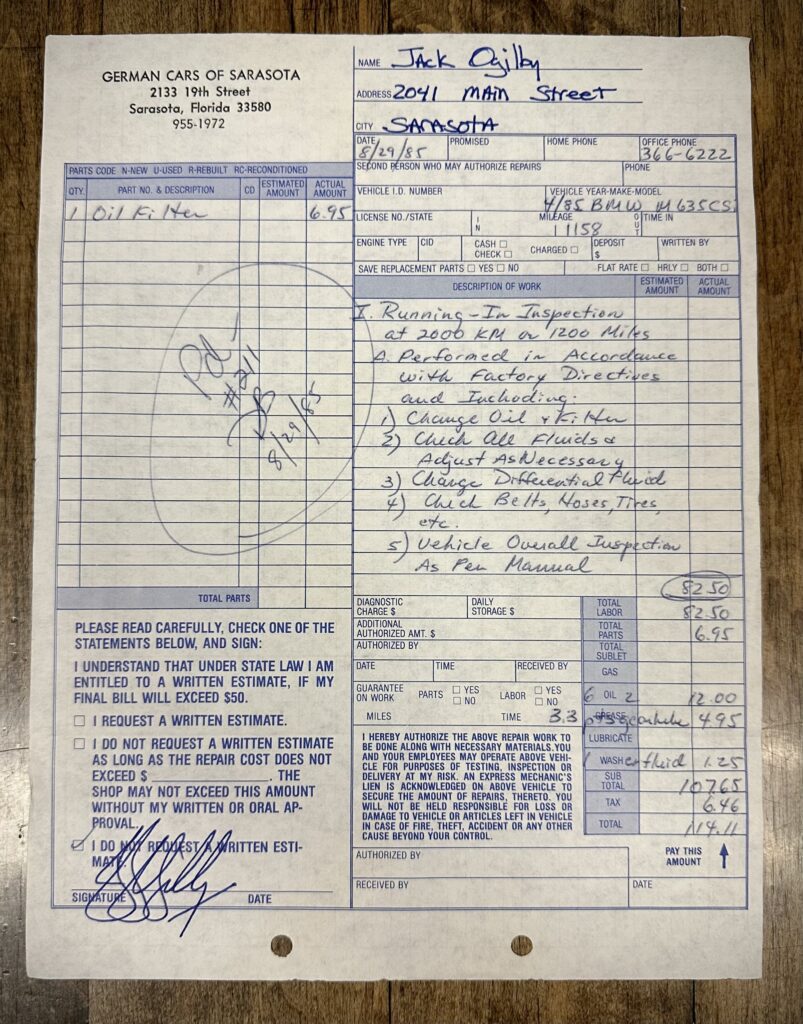 GERMAN CARS OF SARASOTA
2133 19th Street
Sarasota, Florida 33580
955-1972
NAME Jack Ogilby
ADDRESS 2041 Main Street
CITY SARASOTA
DATE 8/29/85 PROMISED HOME PHONE OFFICE PHONE 366-6222
SECOND PERSON WHO MAY AUTHORIZE REPAIRS PHONE
VEHICLE I.D. NUMBER VEHICLE YEAR-MAKE-MODEL 4/85 BMW M635CSi
LICENSE NO./STATE IN MILEAGE 11158 OUT TIME IN
ENGINE TYPE CID CASH □ CHECK □ CHARGED □ DEPOSIT $ WRITTEN BY
SAVE REPLACEMENT PARTS □ YES □ NO FLAT RATE □ HRLY □ BOTH □
PARTS CODE N-NEW U-USED R-REBUILT RC-RECONDITIONED
QTY. PART NO. & DESCRIPTION CD ESTIMATED AMOUNT ACTUAL AMOUNT
1 Oil Filter 6.95
Pd-
#211
8/29/85
TOTAL PARTS
DESCRIPTION OF WORK ESTIMATED AMOUNT ACTUAL AMOUNT
I. Running-In Inspection
at 2000 KM or 1200 Miles
A. Performed in Accordance
with Factory Directives
and Including:
1) Change Oil & Filter
2) Check All Fluids &
Adjust As Necessary
3) Change Differential Fluid
4) Check Belts, Hoses, Tires,
etc.
5) Vehicle Overall Inspection
As Per Manual
82.50
DIAGNOSTIC CHARGE $ DAILY STORAGE $ TOTAL LABOR 82.50
ADDITIONAL AUTHORIZED AMT. $ TOTAL PARTS 6.95
AUTHORIZED BY TOTAL SUBLET
DATE TIME RECEIVED BY GAS
GUARANTEE ON WORK PARTS □ YES □ NO LABOR □ YES □ NO 6 OIL 2 12.00
MILES TIME 3.3 GREASE pts gearlube 4.95
LUBRICATE
1 WASHer fluid 1.25
SUB TOTAL 107.65
TAX 6.46
TOTAL 114.11
I HEREBY AUTHORIZE THE ABOVE REPAIR WORK TO
BE DONE ALONG WITH NECESSARY MATERIALS. YOU
AND YOUR EMPLOYEES MAY OPERATE ABOVE VEHI-
CLE FOR PURPOSES OF TESTING, INSPECTION OR
DELIVERY AT MY RISK. AN EXPRESS MECHANIC'S
LIEN IS ACKNOWLEDGED ON ABOVE VEHICLE TO
SECURE THE AMOUNT OF REPAIRS, THERETO. YOU
WILL NOT BE HELD RESPONSIBLE FOR LOSS OR
DAMAGE TO VEHICLE OR ARTICLES LEFT IN VEHICLE
IN CASE OF FIRE, THEFT, ACCIDENT OR ANY OTHER
CAUSE BEYOND YOUR CONTROL.
AUTHORIZED BY PAY THIS AMOUNT
RECEIVED BY DATE
PLEASE READ CAREFULLY, CHECK ONE OF THE
STATEMENTS BELOW, AND SIGN:
I UNDERSTAND THAT UNDER STATE LAW I AM
ENTITLED TO A WRITTEN ESTIMATE, IF MY
FINAL BILL WILL EXCEED $50.
□ I REQUEST A WRITTEN ESTIMATE.
□ I DO NOT REQUEST A WRITTEN ESTIMATE
AS LONG AS THE REPAIR COST DOES NOT
EXCEED $ . THE
SHOP MAY NOT EXCEED THIS AMOUNT
WITHOUT MY WRITTEN OR ORAL AP-
PROVAL.
☑ I DO NOT REQUEST A WRITTEN ESTI-
MATE.
SIGNATURE DATE